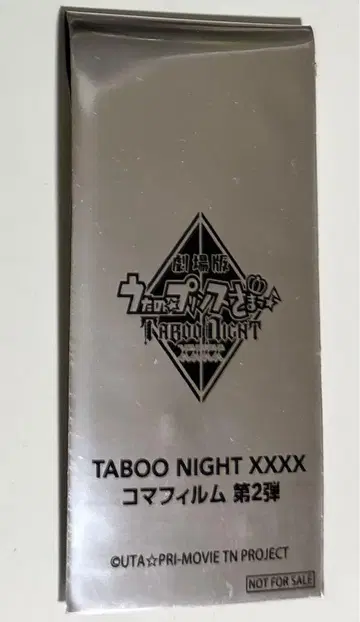 劇場版
うたの☆プリンスさまっ♪
TABOO NIGHT
XXXX
TABOO NIGHT XXXX
コマフィルム 第2弾
©UTA☆PRI-MOVIE TN PROJECT
NOT FOR SALE